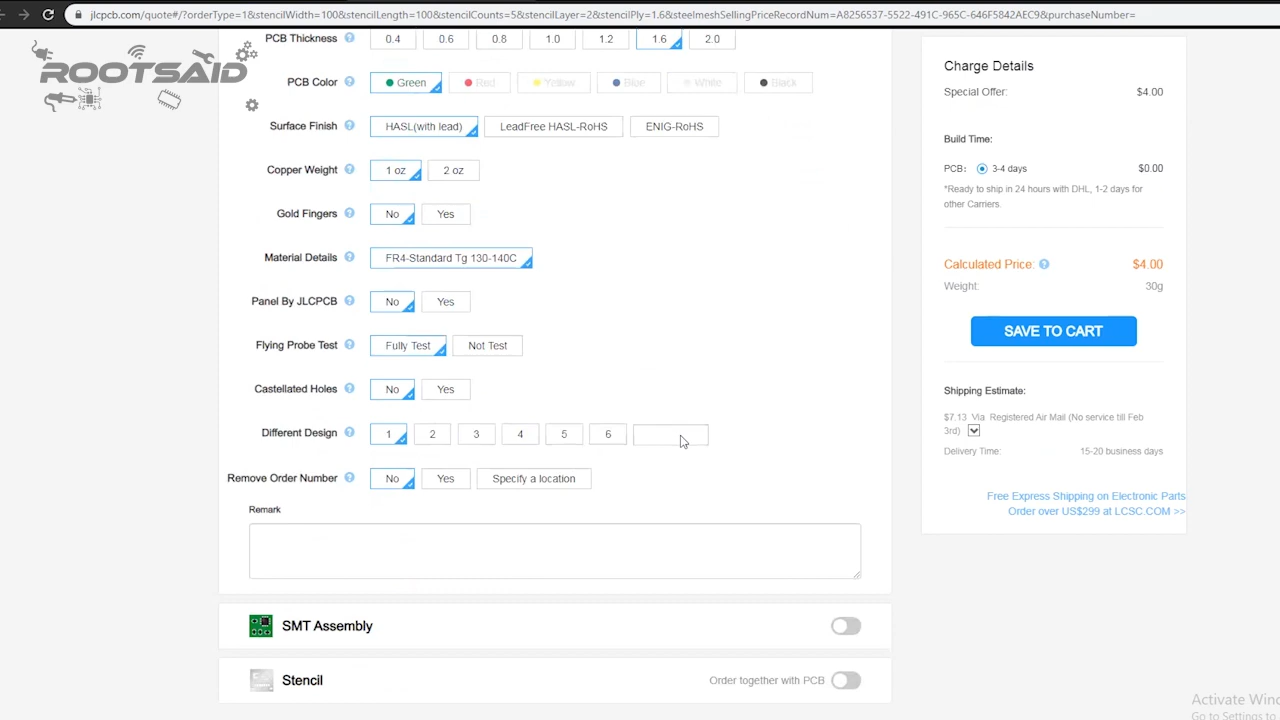 jlcpcb.com/quote#/?orderType=1&stencilWidth=100&stencilLength=100&stencilCounts=5&stencilLayer=2&stencilPly=1.6&steelmeshSellingPriceRecordNum=A8256537-5522-491C-965C-646F5842AEC9&purchaseNumber=
ROOTSAID
PCB Thickness 0.4 0.6 0.8 1.0 1.2 1.6 2.0
PCB Color Green Red Yellow Blue White Black
Surface Finish HASL(with lead) LeadFree HASL-RoHS ENIG-RoHS
Copper Weight 1 oz 2 oz
Gold Fingers No Yes
Material Details FR4-Standard Tg 130-140C
Panel By JLCPCB No Yes
Flying Probe Test Fully Test Not Test
Castellated Holes No Yes
Different Design 1 2 3 4 5 6
Remove Order Number No Yes Specify a location
Remark
SMT Assembly
Stencil Order together with PCB
Charge Details
Special Offer: $4.00
Build Time:
PCB: 3-4 days $0.00
*Ready to ship in 24 hours with DHL, 1-2 days for
other Carriers.
Calculated Price: $4.00
Weight: 30g
SAVE TO CART
Shipping Estimate:
$7.13 Via Registered Air Mail (No service till Feb
3rd)
Delivery Time: 15-20 business days
Free Express Shipping on Electronic Parts
Order over US$299 at LCSC.COM >>
Activate Win
Go to Settings to